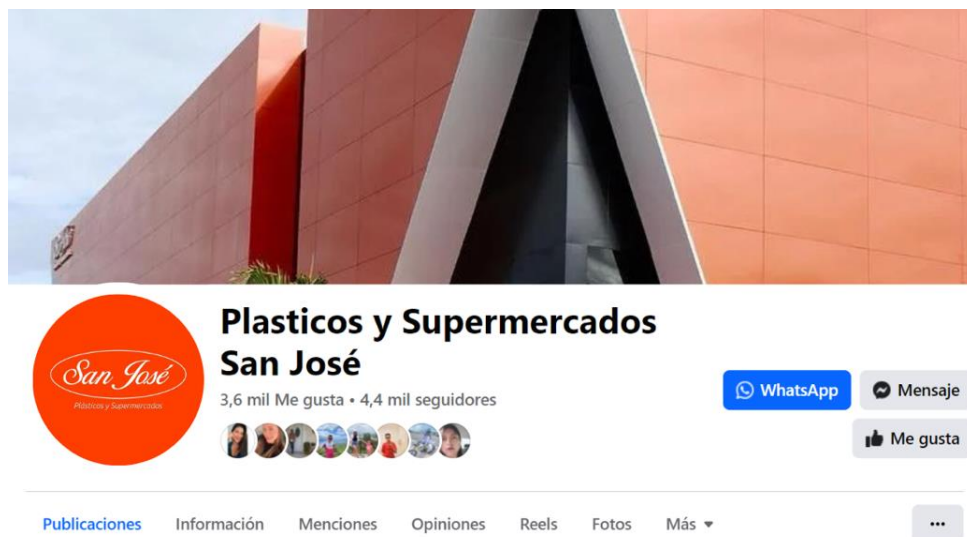 Plasticos y Supermercados
San José
3,6 mil Me gusta • 4,4 mil seguidores
San José
Plásticos y Supermercados
WhatsApp
Mensaje
Me gusta
Publicaciones
Información
Menciones
Opiniones
Reels
Fotos
Más